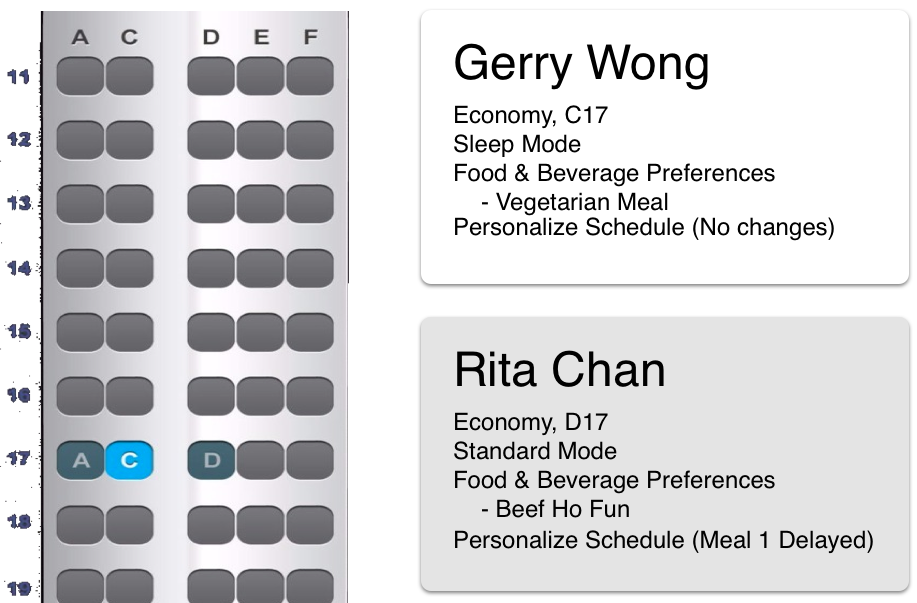 A C D E F
11
12
13
14
15
16
17 A C D
18
19
Gerry Wong
Economy, C17
Sleep Mode
Food & Beverage Preferences
- Vegetarian Meal
Personalize Schedule (No changes)
Rita Chan
Economy, D17
Standard Mode
Food & Beverage Preferences
- Beef Ho Fun
Personalize Schedule (Meal 1 Delayed)